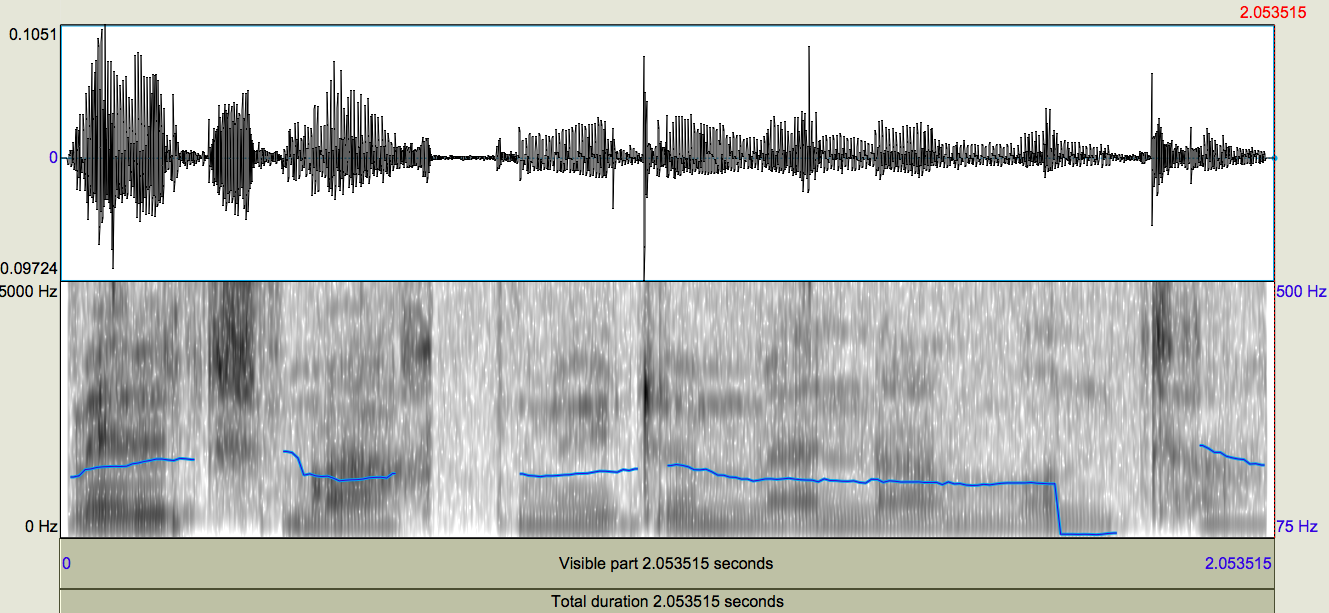 2.053515
0.1051
0
0.09724
5000 Hz 500 Hz
0 Hz 75 Hz
0 Visible part 2.053515 seconds 2.053515
Total duration 2.053515 seconds